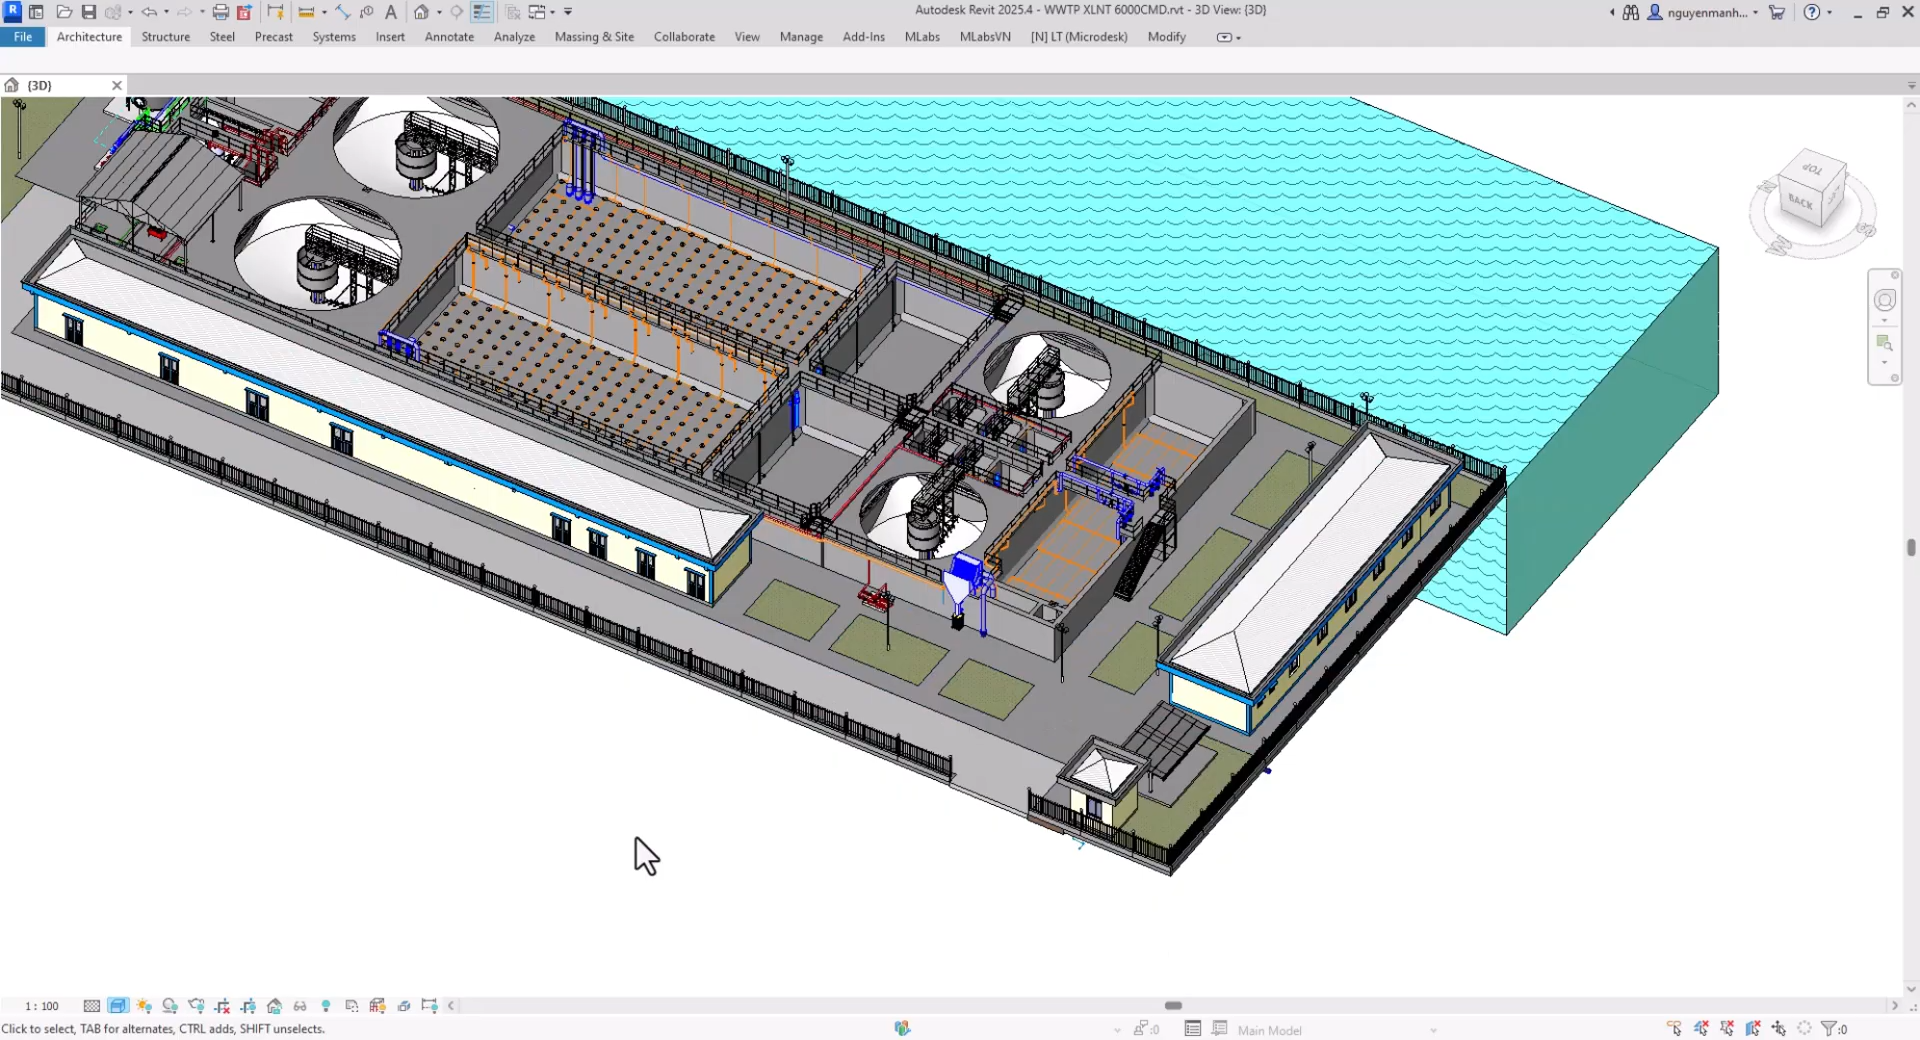 Autodesk Revit 2025.4 - WWTP XLNT 6000CMD.rvt - 3D View: {3D}
nguyenmanh...
File Architecture Structure Steel Precast Systems Insert Annotate Analyze Massing & Site Collaborate View Manage Add-Ins MLabs MLabsVN [N] LT (Microdesk) Modify
{3D}
TOP
BACK
1 : 100
Click to select, TAB for alternates, CTRL adds, SHIFT unselects.
:0
Main Model
:0